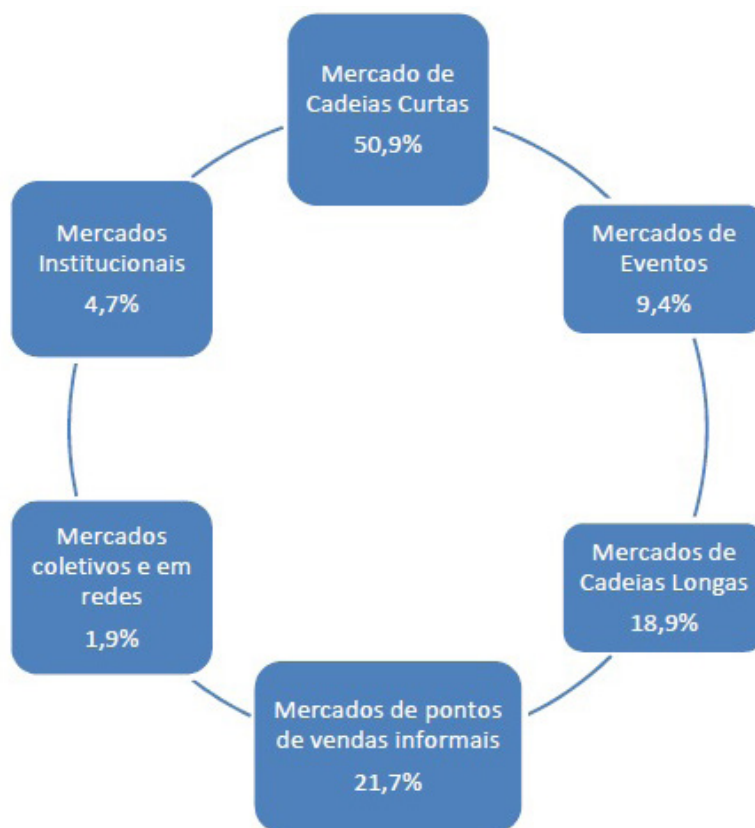 Mercado de
Cadeias Curtas
50,9%
Mercados de
Eventos
9,4%
Mercados de
Cadeias Longas
18,9%
Mercados de pontos
de vendas informais
21,7%
Mercados
coletivos e em
redes
1,9%
Mercados
Institucionais
4,7%